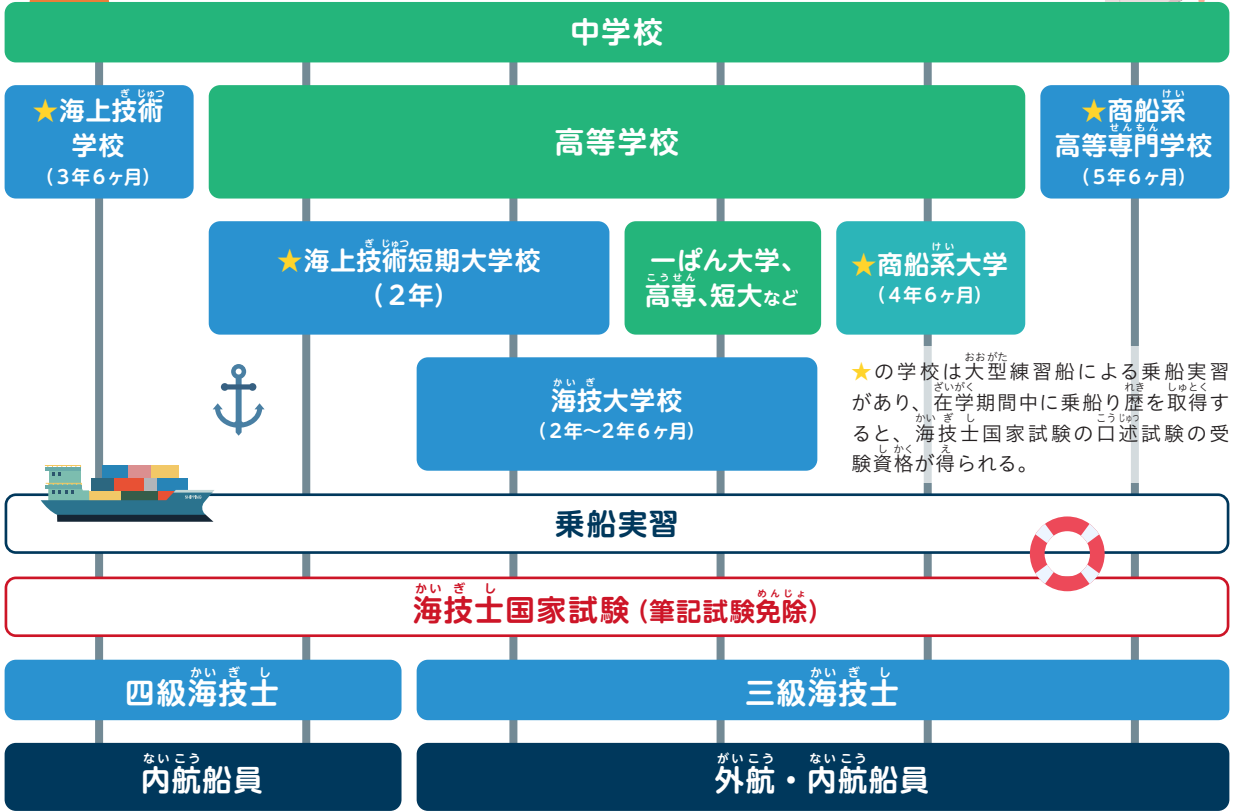 中学校
★海上技術
学校
（3年6ヶ月）
高等学校
★商船系
高等専門学校
（5年6ヶ月）
★海上技術短期大学校
（2年）
一ぱん大学、
高専、短大など
★商船系大学
（4年6ヶ月）
海技大学校
（2年〜2年6ヶ月）
★の学校は大型練習船による乗船実習
があり、在学期間中に乗船り歴を取得す
ると、海技士国家試験の口述試験の受
験資格が得られる。
乗船実習
海技士国家試験（筆記試験免除）
四級海技士
三級海技士
内航船員
外航・内航船員